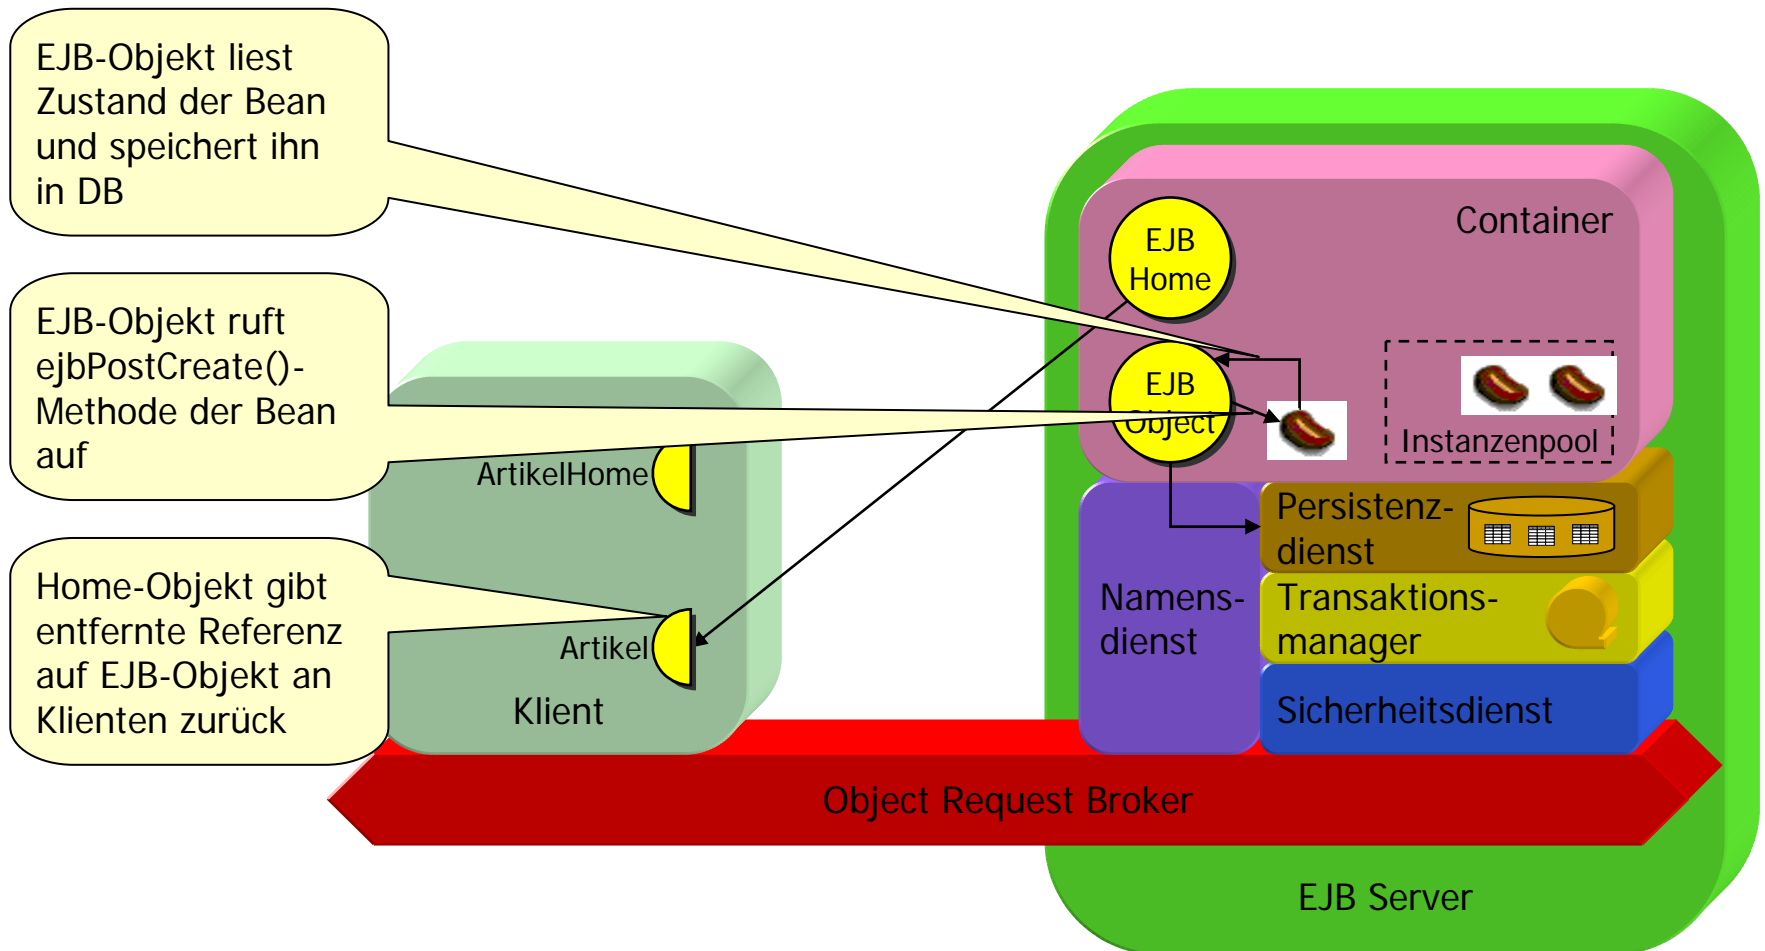 EJB-Objekt liest
Zustand der Bean
und speichert ihn
in DB
EJB-Objekt ruft
ejbPostCreate()-
Methode der Bean
auf
Home-Objekt gibt
entfernte Referenz
auf EJB-Objekt an
Klienten zurück
ArtikelHome
Artikel
Klient
Container
EJB
Home
EJB
Object
Instanzenpool
Persistenz-
dienst
Namens-
dienst
Transaktions-
manager
Sicherheitsdienst
Object Request Broker
EJB Server